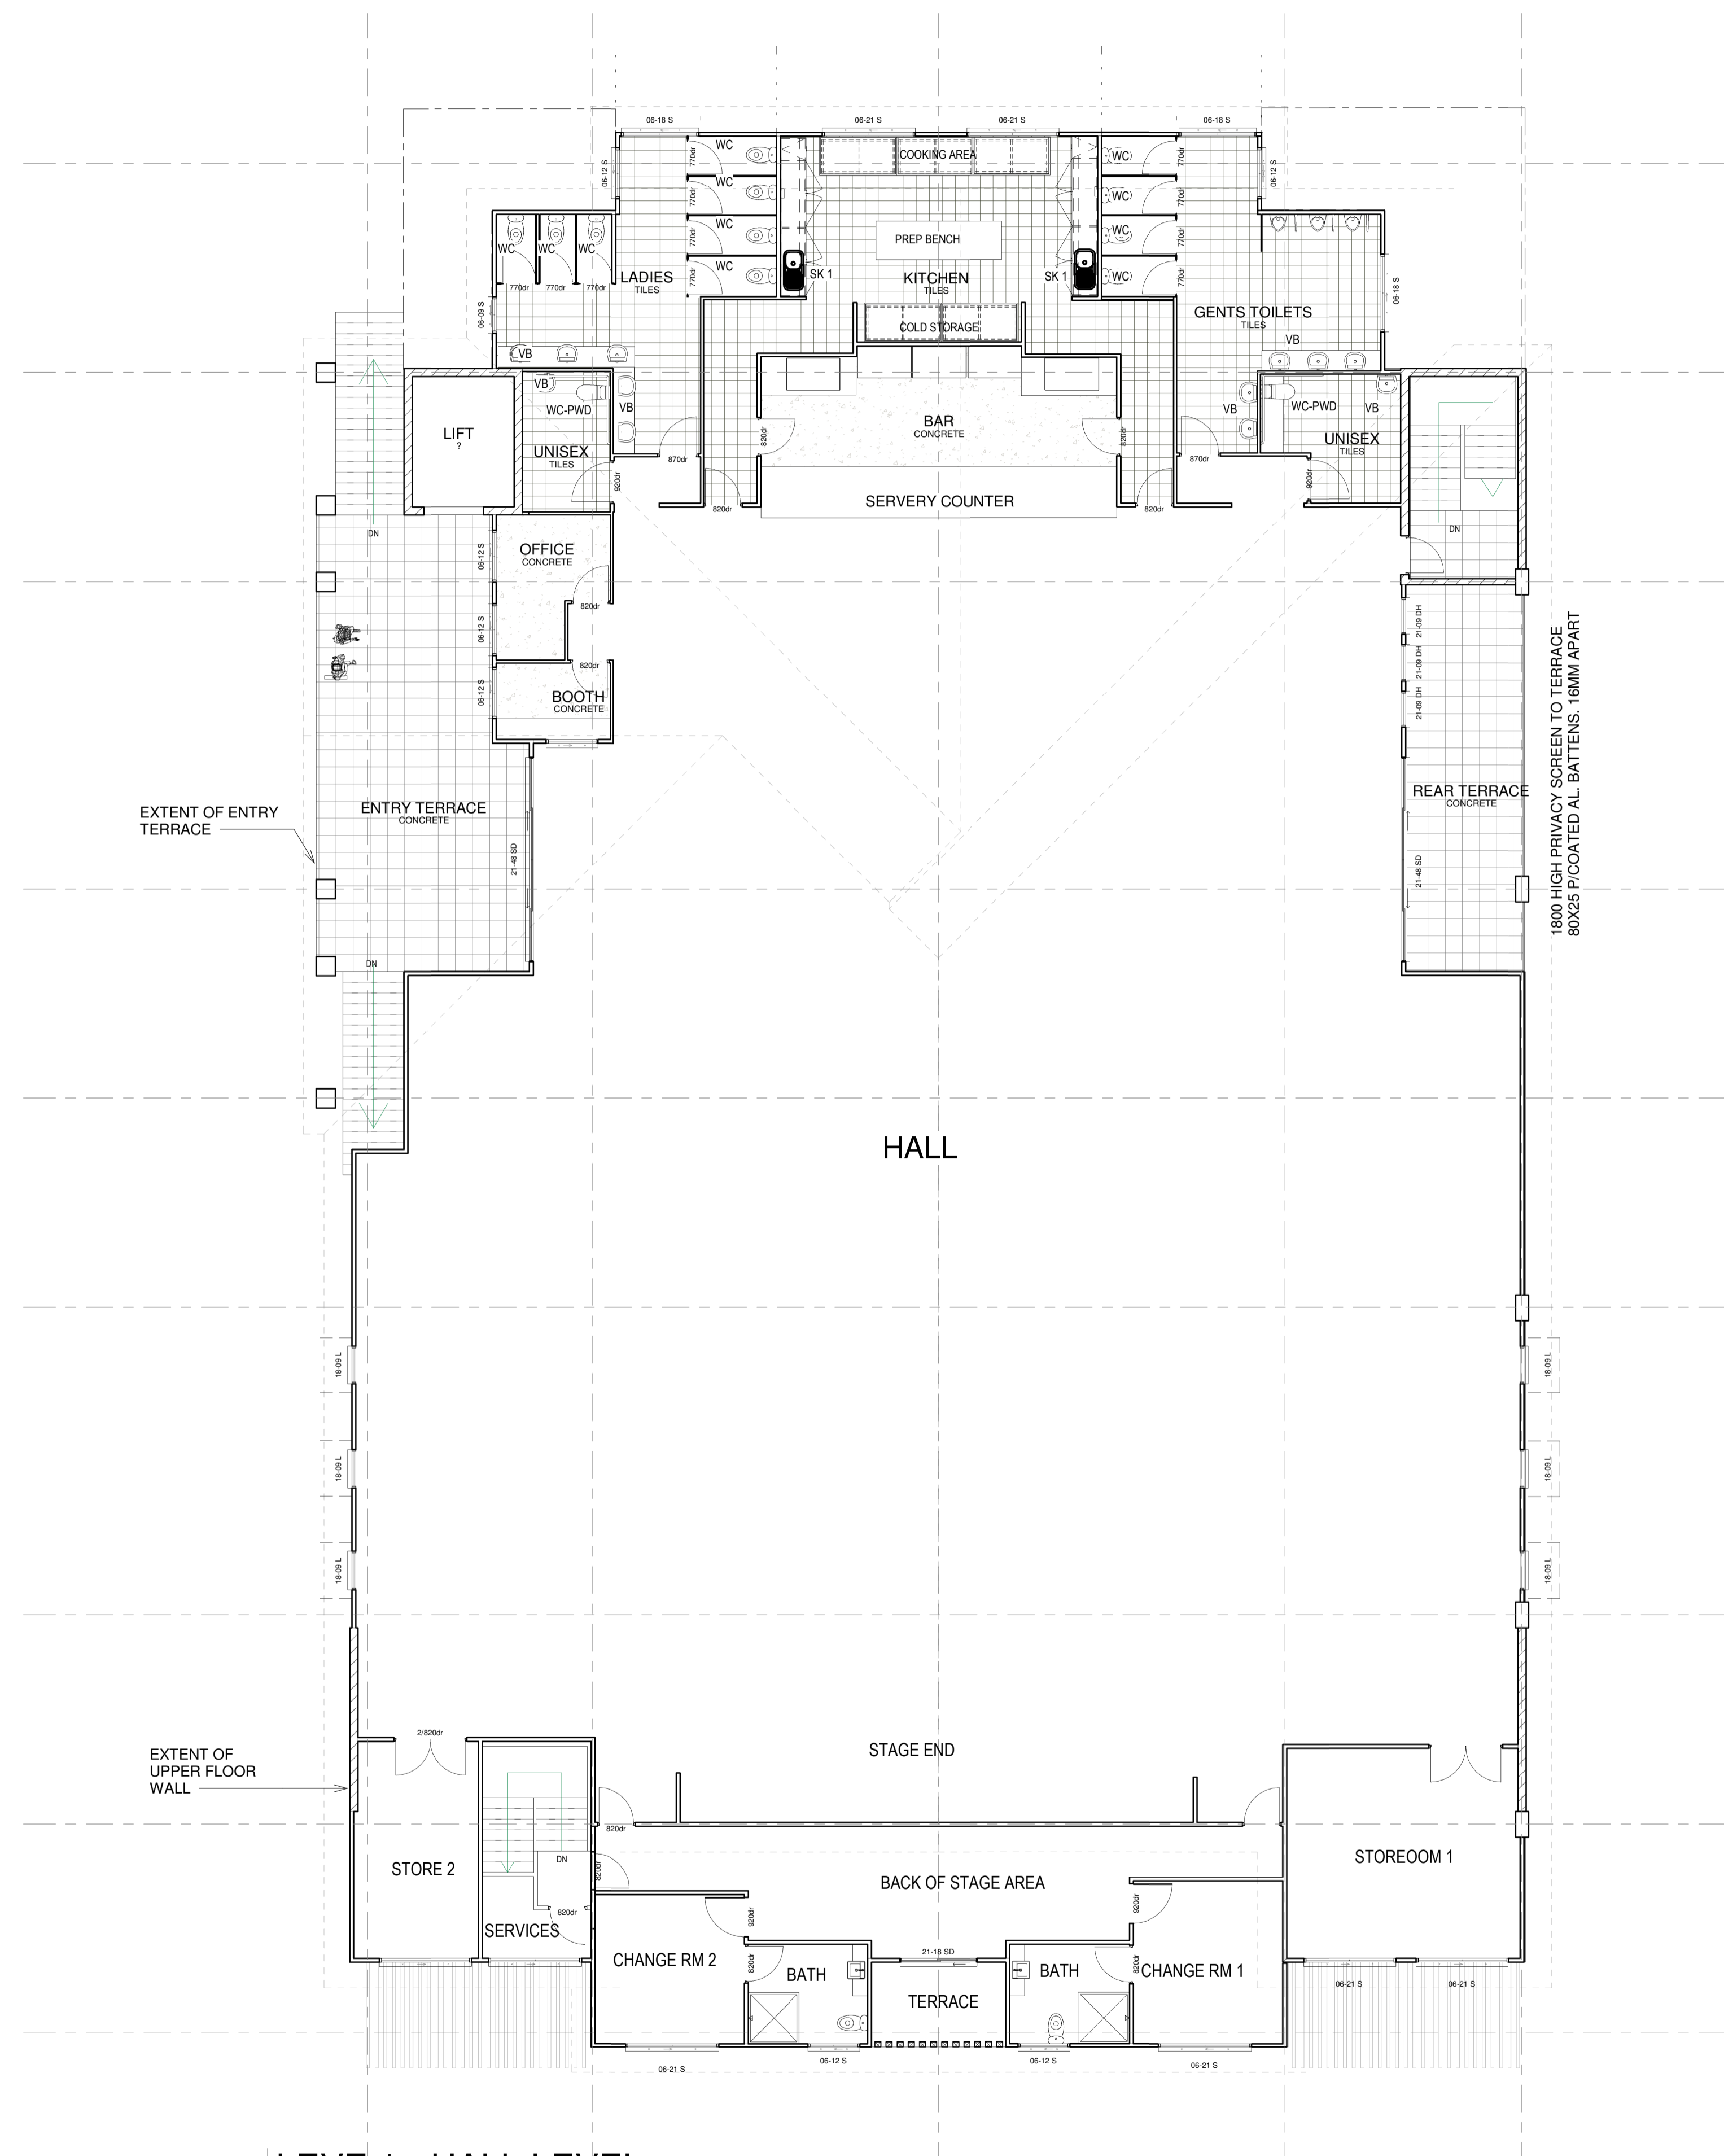 06-18 S
06-21 S
06-21 S
06-18 S
06-12 S
06-12 S
WC
WC
WC
WC
770dr
770dr
770dr
770dr
COOKING AREA
WC
WC
WC
WC
770dr
770dr
770dr
770dr
WC
WC
WC
770dr
770dr
770dr
LADIES
TILES
PREP BENCH
SK 1
KITCHEN
TILES
SK 1
06-18 S
06-09 S
GENTS TOILETS
TILES
COLD STORAGE
VB
VB
VB
WC-PWD
VB
VB
WC-PWD
VB
LIFT
?
UNISEX
TILES
BAR
CONCRETE
820dr
820dr
UNISEX
TILES
870dr
870dr
920dr
920dr
SERVERY COUNTER
820dr
820dr
DN
DN
OFFICE
CONCRETE
06-12 S
820dr
06-12 S
820dr
06-12 S
BOOTH
CONCRETE
21-09 DH
21-09 DH
21-09 DH
1800 HIGH PRIVACY SCREEN TO TERRACE
80X25 P/COATED AL. BATTENS. 16MM APART
EXTENT OF ENTRY
TERRACE
ENTRY TERRACE
CONCRETE
21-48 SD
REAR TERRACE
CONCRETE
21-48 SD
DN
HALL
18-09 L
18-09 L
18-09 L
18-09 L
18-09 L
18-09 L
2/820dr
STAGE END
EXTENT OF
UPPER FLOOR
WALL
820dr
STORE 2
DN
820dr
STOREOOM 1
BACK OF STAGE AREA
SERVICES
820dr
920dr
920dr
CHANGE RM 2
820dr
BATH
21-18 SD
BATH
820dr
CHANGE RM 1
TERRACE
06-21 S
06-21 S
06-21 S
06-12 S
06-12 S
06-21 S